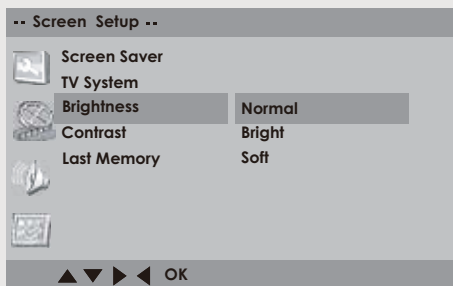 -- Screen Setup --
Screen Saver
TV System
Brightness Normal
Contrast Bright
Last Memory Soft
▲ ▼ ▶ ◀ OK